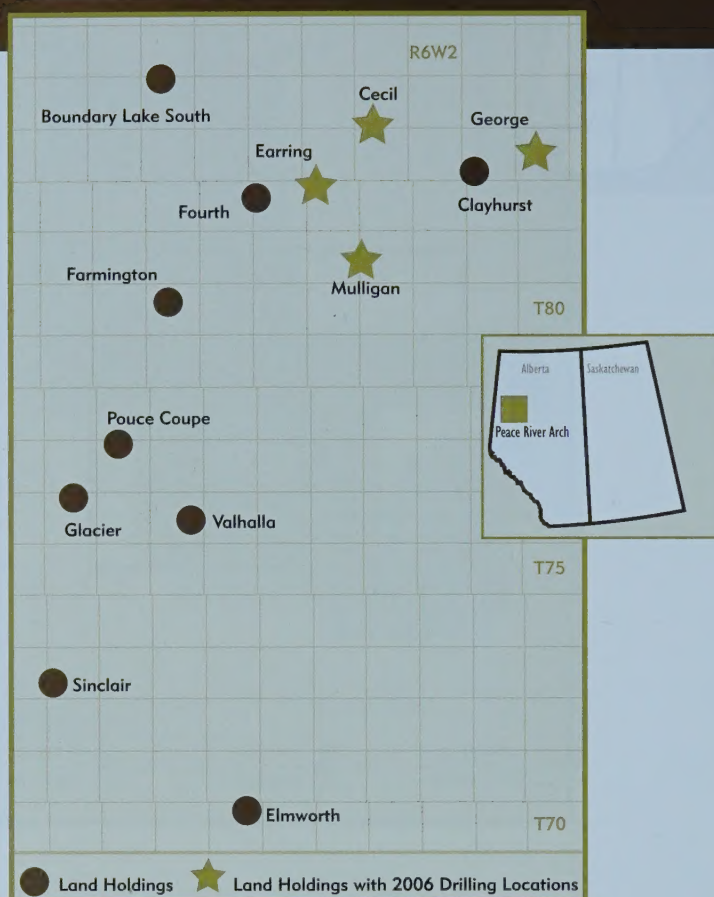 R6W2
Boundary Lake South
Cecil
George
Earring
Fourth
Clayhurst
Farmington
Mulligan
T80
Alberta
Saskatchewan
Peace River Arch
Pouce Coupe
Glacier
Valhalla
T75
Sinclair
Elmworth
T70
Land Holdings
Land Holdings with 2006 Drilling Locations